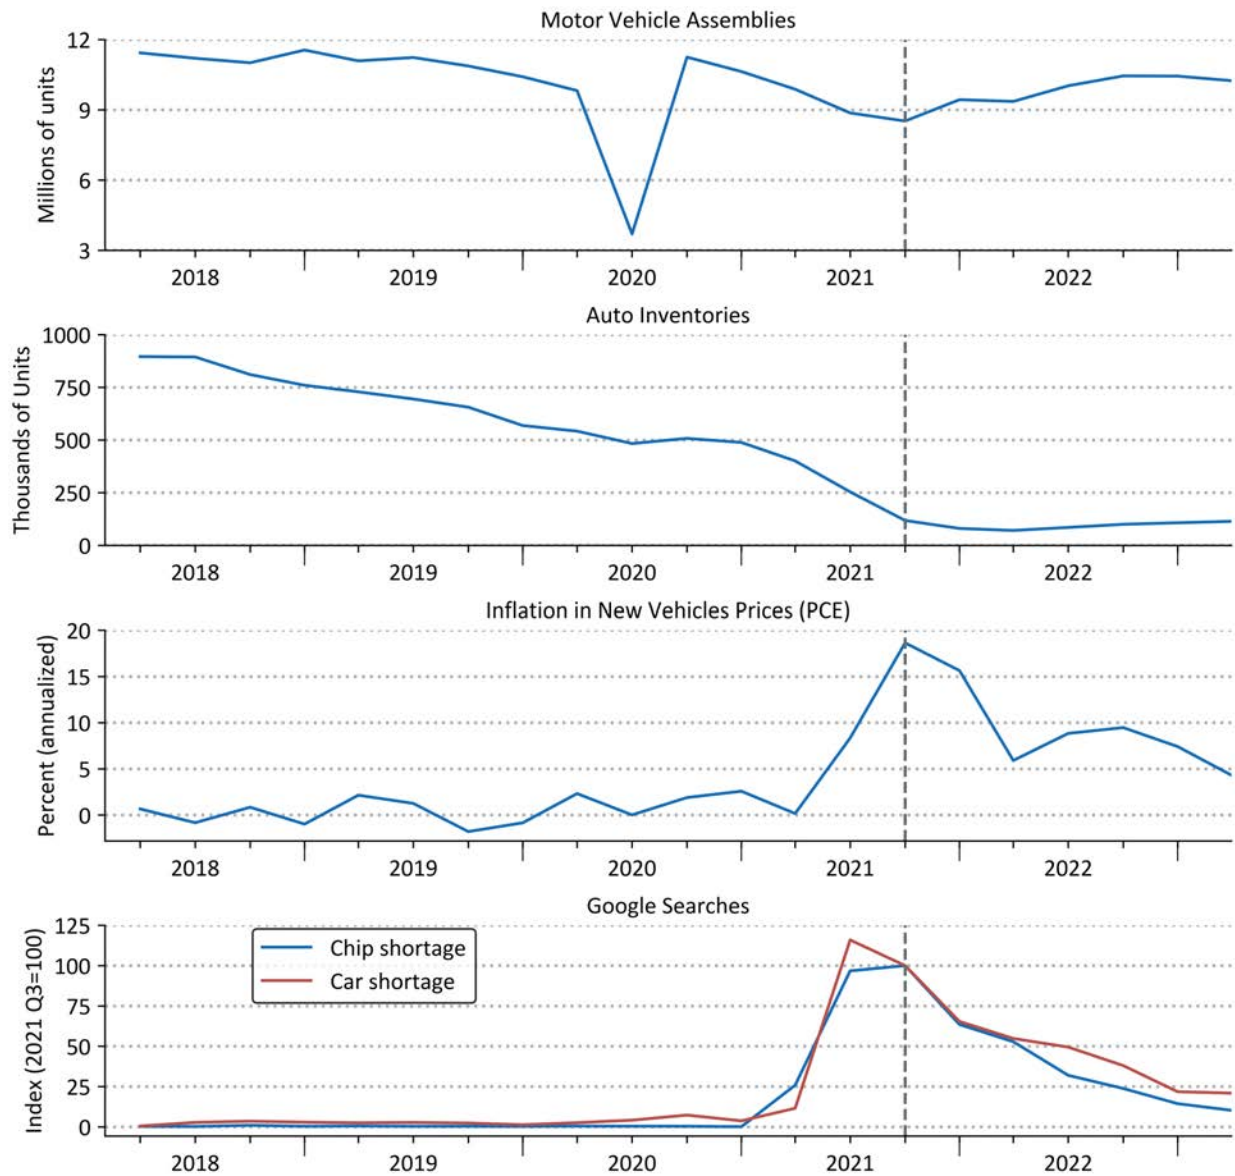 Motor Vehicle Assemblies
Millions of units
12
9
6
3
2018 2019 2020 2021 2022
Auto Inventories
Thousands of Units
1000
750
500
250
0
2018 2019 2020 2021 2022
Inflation in New Vehicles Prices (PCE)
Percent (annualized)
20
15
10
5
0
2018 2019 2020 2021 2022
Google Searches
Index (2021 Q3=100)
125
100
75
50
25
0
Chip shortage
Car shortage
2018 2019 2020 2021 2022